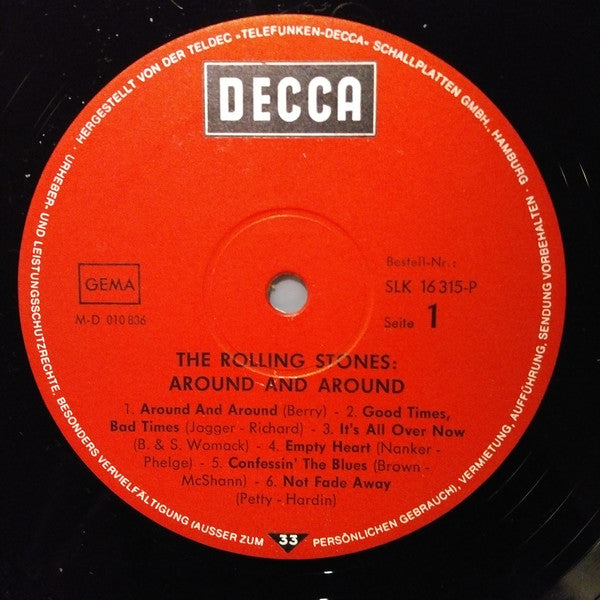 HERGESTELLT VON DER TELDEC »TELEFUNKEN-DECCA« SCHALLPLATTEN GMBH., HAMBURG
URHEBER- UND LEISTUNGSSCHUTZRECHTE, BESONDERS VERVIELFÄLTIGUNG (AUSSER ZUM PERSÖNLICHEN GEBRAUCH), VERMIETUNG, AUFFÜHRUNG, SENDUNG VORBEHALTEN ·
DECCA
GEMA
M-D 010 836
Bestell-Nr.:
SLK 16 315-P
Seite 1
THE ROLLING STONES:
AROUND AND AROUND
1. Around And Around (Berry) - 2. Good Times,
Bad Times (Jagger - Richard) - 3. It's All Over Now
(B. & S. Womack) - 4. Empty Heart (Nanker -
Phelge) - 5. Confessin' The Blues (Brown -
McShann) - 6. Not Fade Away
(Petty - Hardin)
33